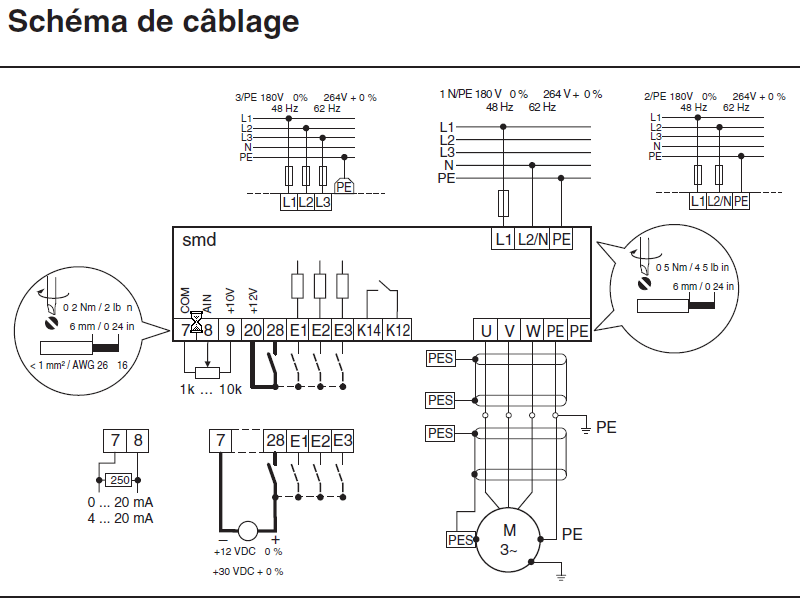 Schéma de câblage
3/PE 180V 0% 264V + 0 %
48 Hz 62 Hz
L1
L2
L3
N
PE
PE
L1 L2 L3
1 N/PE 180 V 0 % 264 V + 0 %
48 Hz 62 Hz
L1
L2
L3
N
PE
L1 L2/N PE
2/PE 180V 0% 264V + 0 %
48 Hz 62 Hz
L1
L2
L3
N
PE
L1 L2/N PE
smd
COM
AIN
+10V
+12V
7 8 9 20 28 E1 E2 E3 K14 K12
U V W PE PE
0 2 Nm / 2 lb n
6 mm / 0 24 in
< 1 mm² / AWG 26 16
0 5 Nm / 4 5 lb in
6 mm / 0 24 in
1k ... 10k
PES
PES
PES
PE
7 8
250
0 ... 20 mA
4 ... 20 mA
7 28 E1 E2 E3
– +
+12 VDC 0 %
+30 VDC + 0 %
PES
M
3~
PE